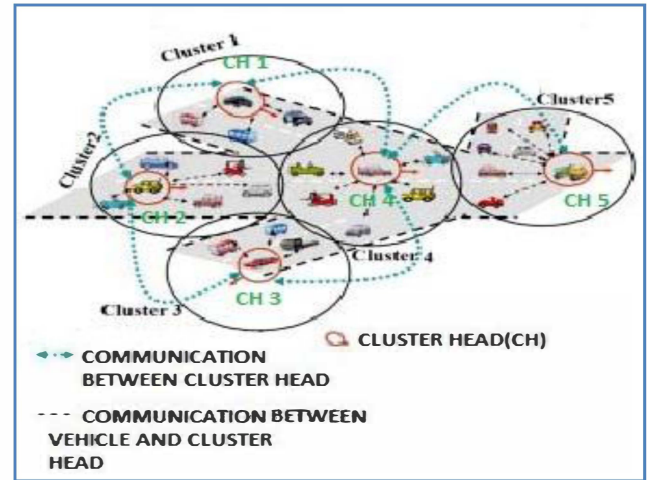 Cluster 1
CH 1
Cluster2
Cluster5
CH 2
CH 4
CH 5
Cluster 4
CH 3
Cluster 3
CLUSTER HEAD(CH)
COMMUNICATION
BETWEEN CLUSTER HEAD
COMMUNICATION BETWEEN
VEHICLE AND CLUSTER
HEAD